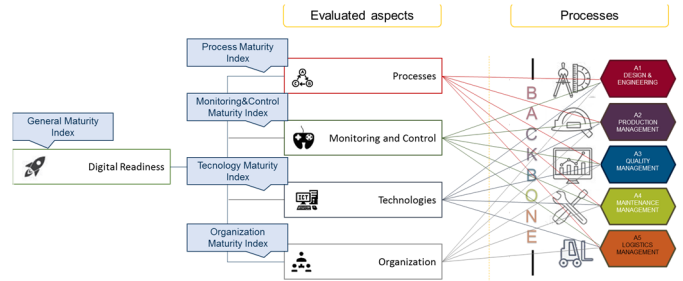 Evaluated aspects
Processes
Process Maturity
Index
Processes
Monitoring&Control
Maturity Index
Monitoring and Control
General Maturity
Index
Digital Readiness
Tecnology Maturity
Index
Technologies
ICT
Organization
Maturity Index
Organization
BACKBONE
A1
DESIGN &
ENGINEERING
A2
PRODUCTION
MANAGEMENT
A3
QUALITY
MANAGEMENT
A4
MAINTENANCE
MANAGEMENT
A5
LOGISTICS
MANAGEMENT